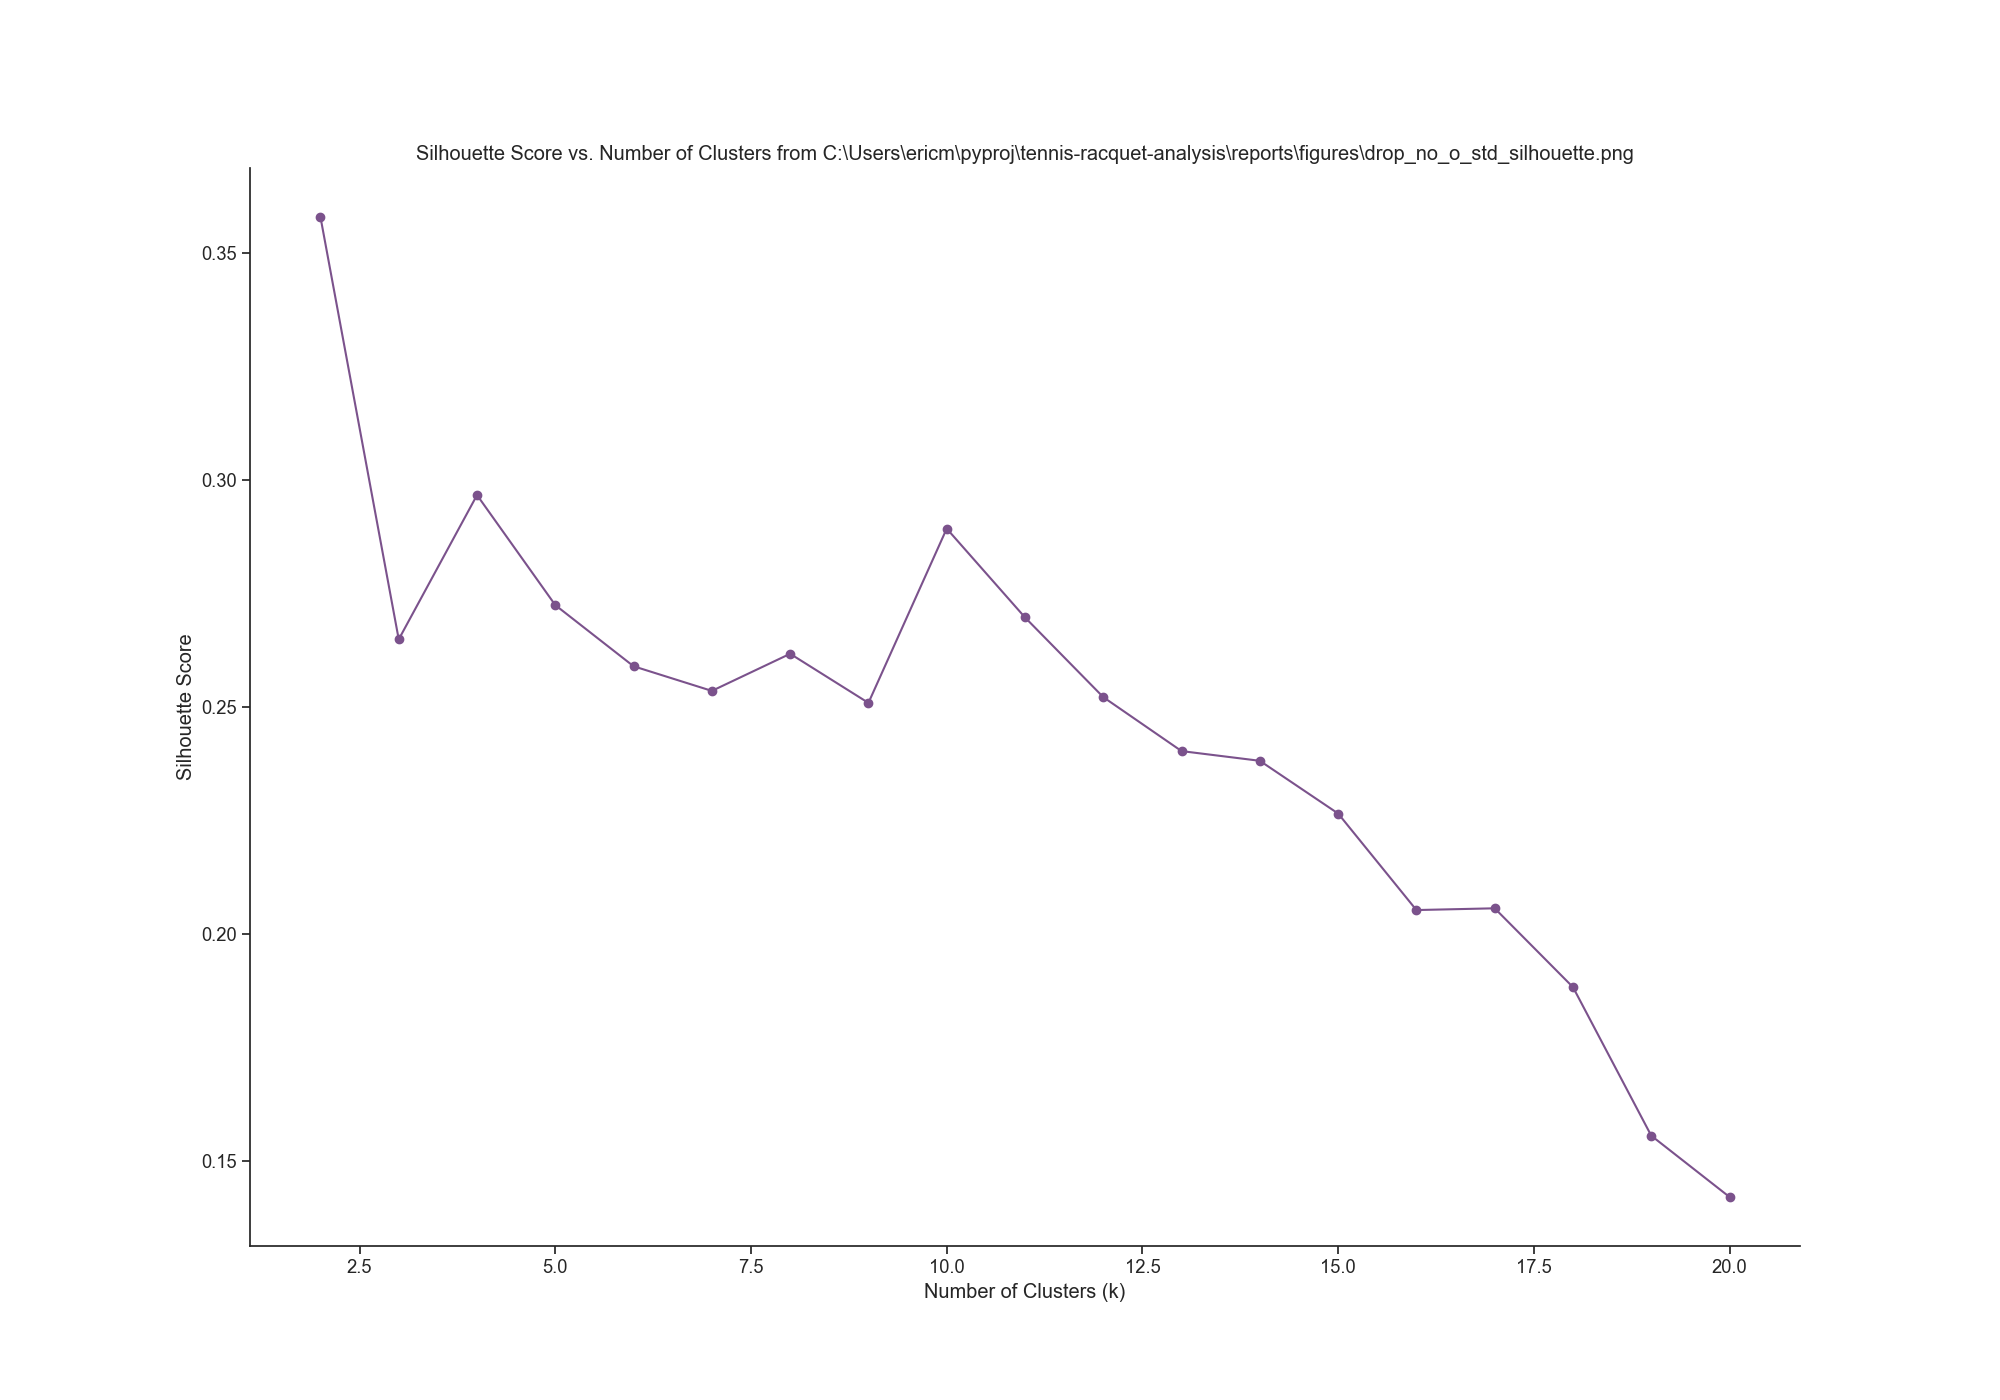 Silhouette Score vs. Number of Clusters from C:\Users\ericm\pyproj\tennis-racquet-analysis\reports\figures\drop_no_o_std_silhouette.png
Silhouette Score
0.35
0.30
0.25
0.20
0.15
2.5 5.0 7.5 10.0 12.5 15.0 17.5 20.0
Number of Clusters (k)